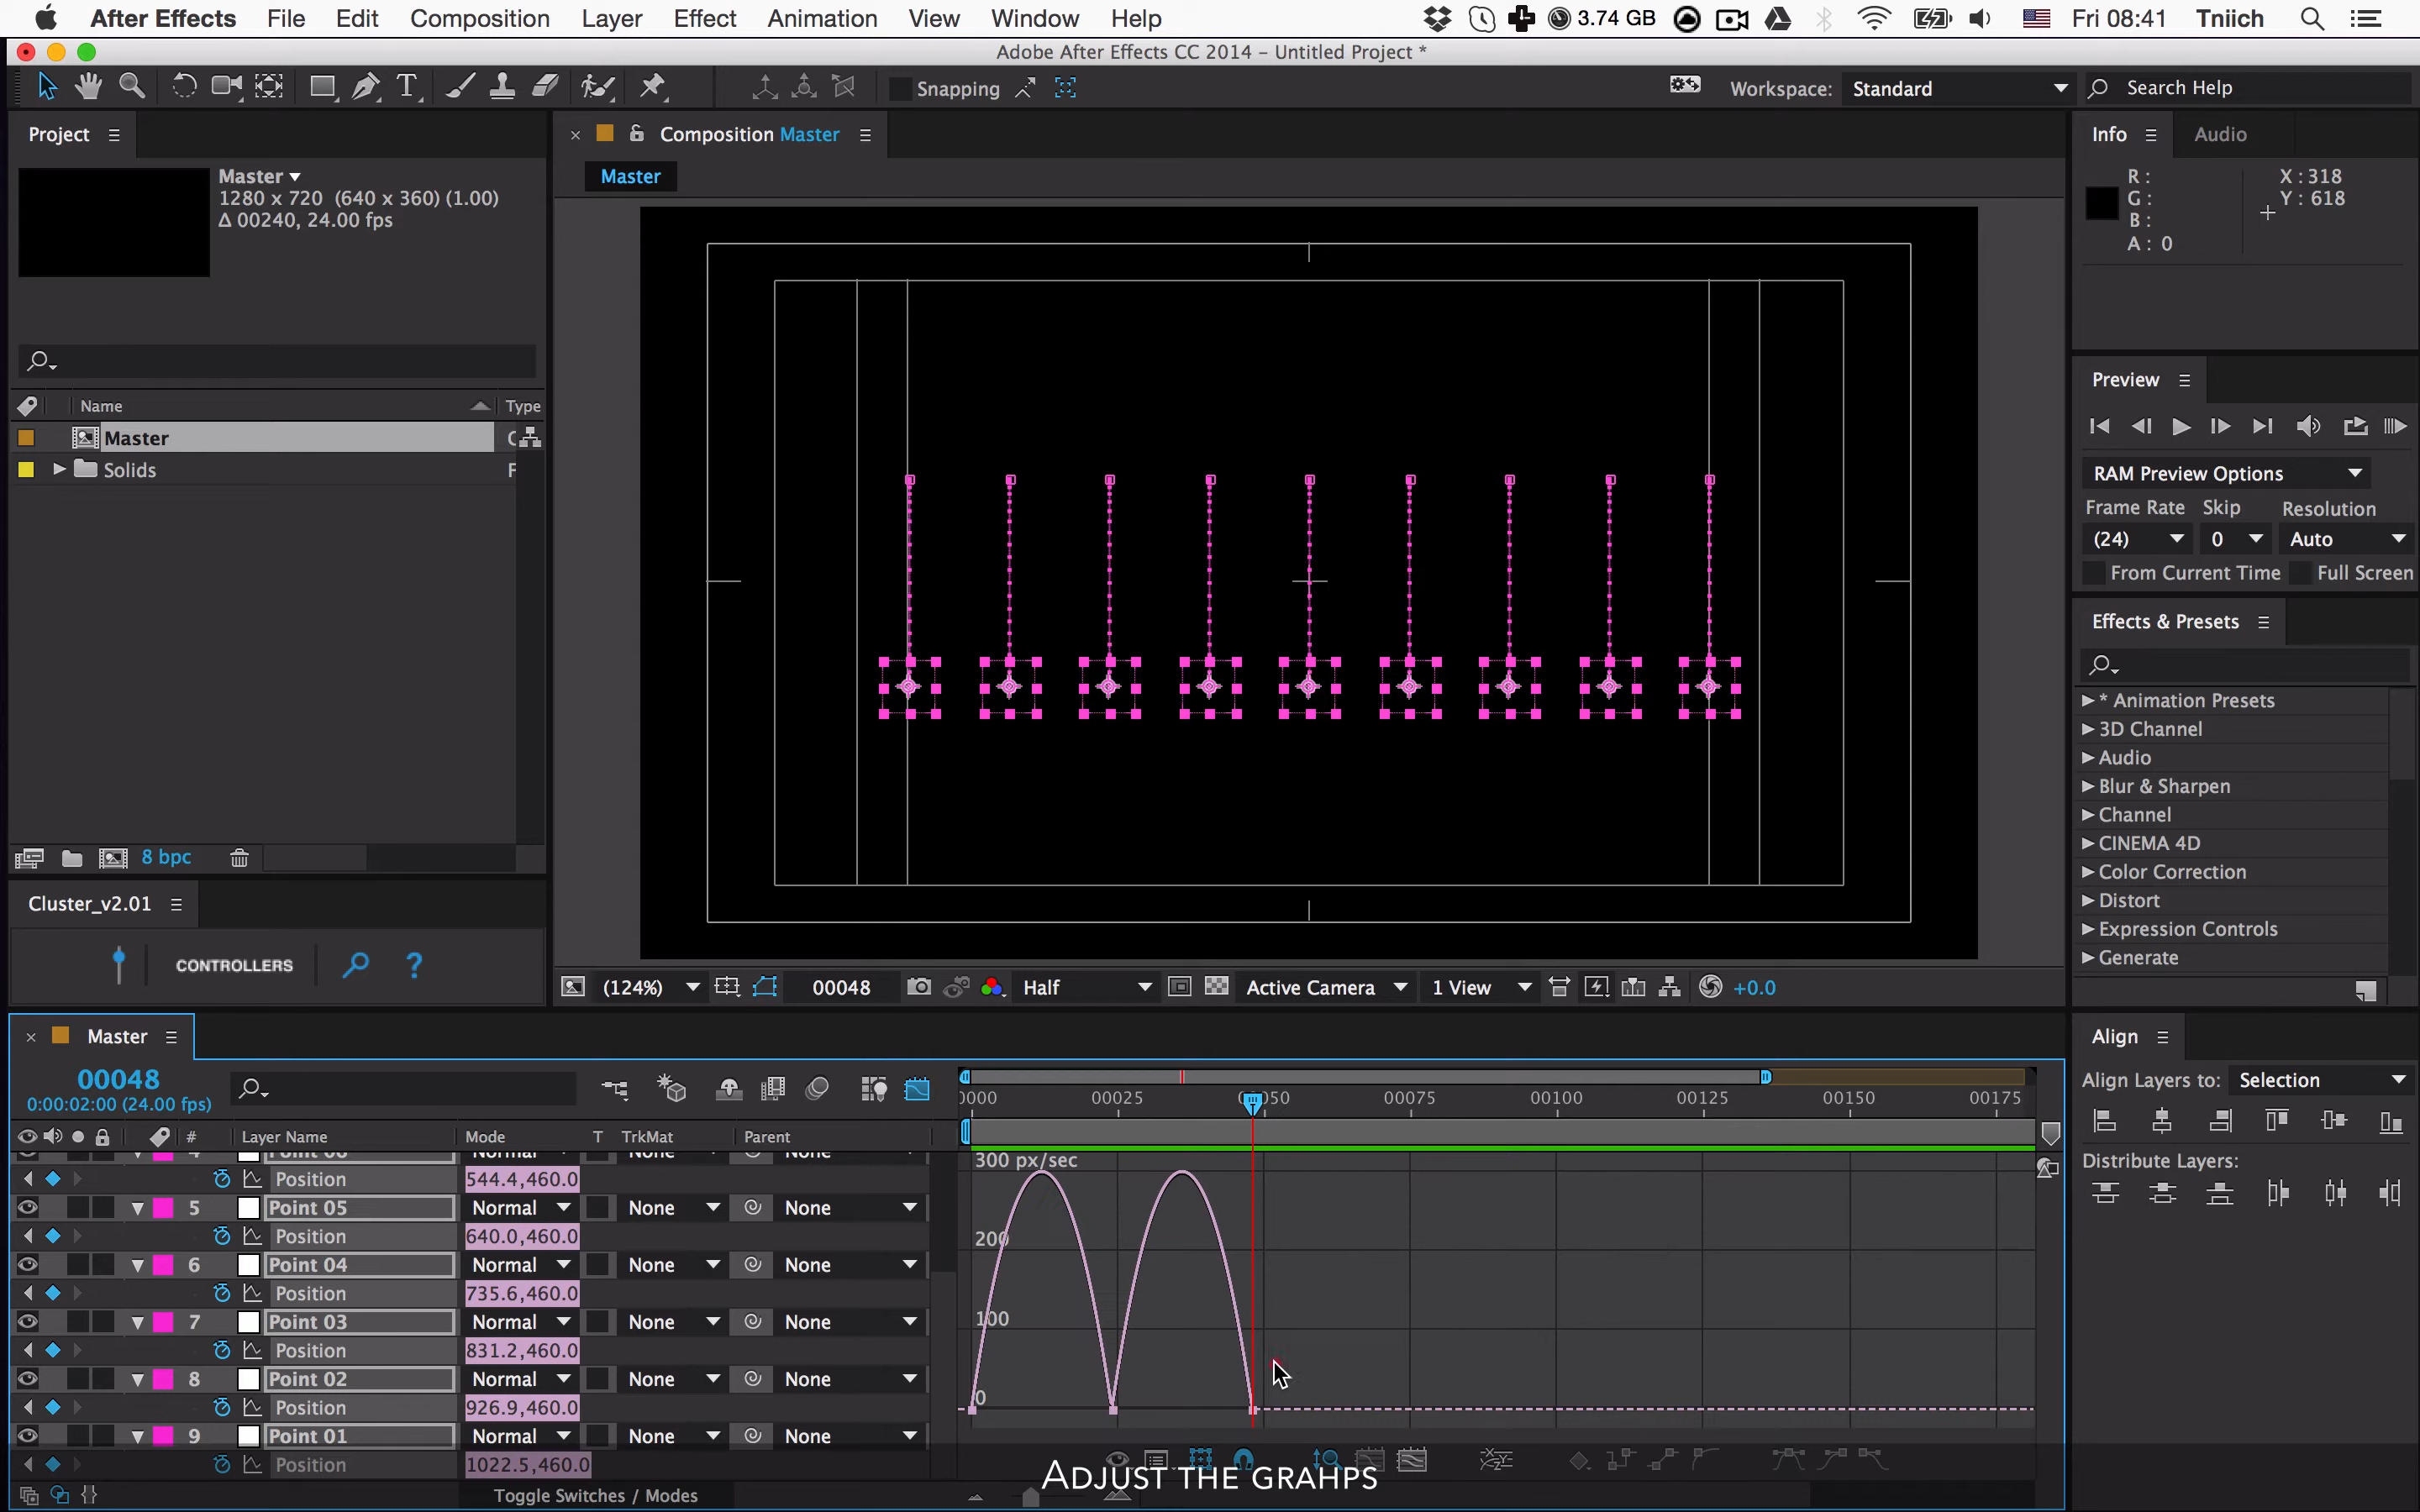 After Effects File Edit Composition Layer Effect Animation View Window Help 3.74 GB Fri 08:41 Tniich
Adobe After Effects CC 2014 – Untitled Project *
Snapping Workspace: Standard Search Help
Project
Composition Master
Info Audio
Master
1280 x 720 (640 x 360) (1.00)
Δ 00240, 24.00 fps
Master
R :
G :
B :
A : 0
X : 318
Y : 618
Preview
RAM Preview Options
Frame Rate Skip Resolution
(24) 0 Auto
From Current Time Full Screen
Name Type
Master C
Solids F
Effects & Presets
* Animation Presets
3D Channel
Audio
Blur & Sharpen
Channel
CINEMA 4D
Color Correction
Distort
Expression Controls
Generate
8 bpc
Cluster_v2.01
CONTROLLERS ?
(124%) 00048 Half Active Camera 1 View +0.0
Master
00048
0:00:02:00 (24.00 fps)
0000 00025 00050 00075 00100 00125 00150 00175
# Layer Name Mode T TrkMat Parent
Position 544.4,460.0
5 Point 05 Normal None None
Position 640.0,460.0
6 Point 04 Normal None None
Position 735.6,460.0
7 Point 03 Normal None None
Position 831.2,460.0
8 Point 02 Normal None None
Position 926.9,460.0
9 Point 01 Normal None None
Position 1022.5,460.0
Toggle Switches / Modes
300 px/sec
200
100
0
Adjust the grahps
Align
Align Layers to: Selection
Distribute Layers: